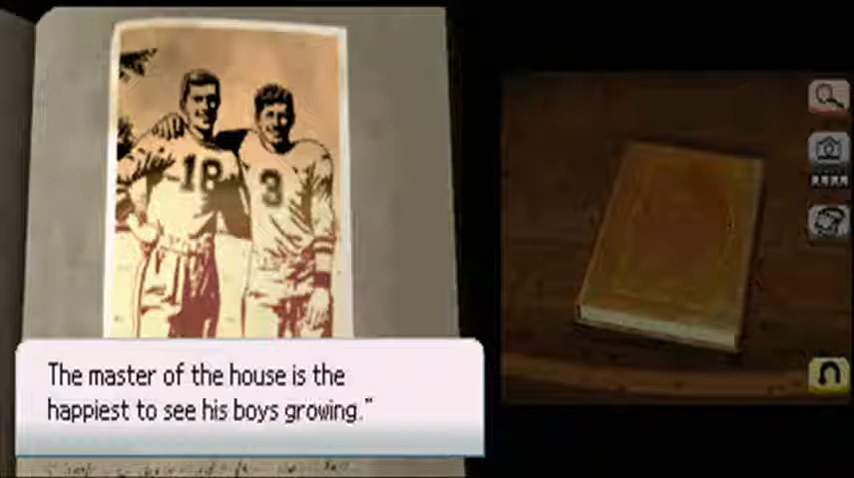 18
3
The master of the house is the
happiest to see his boys growing."